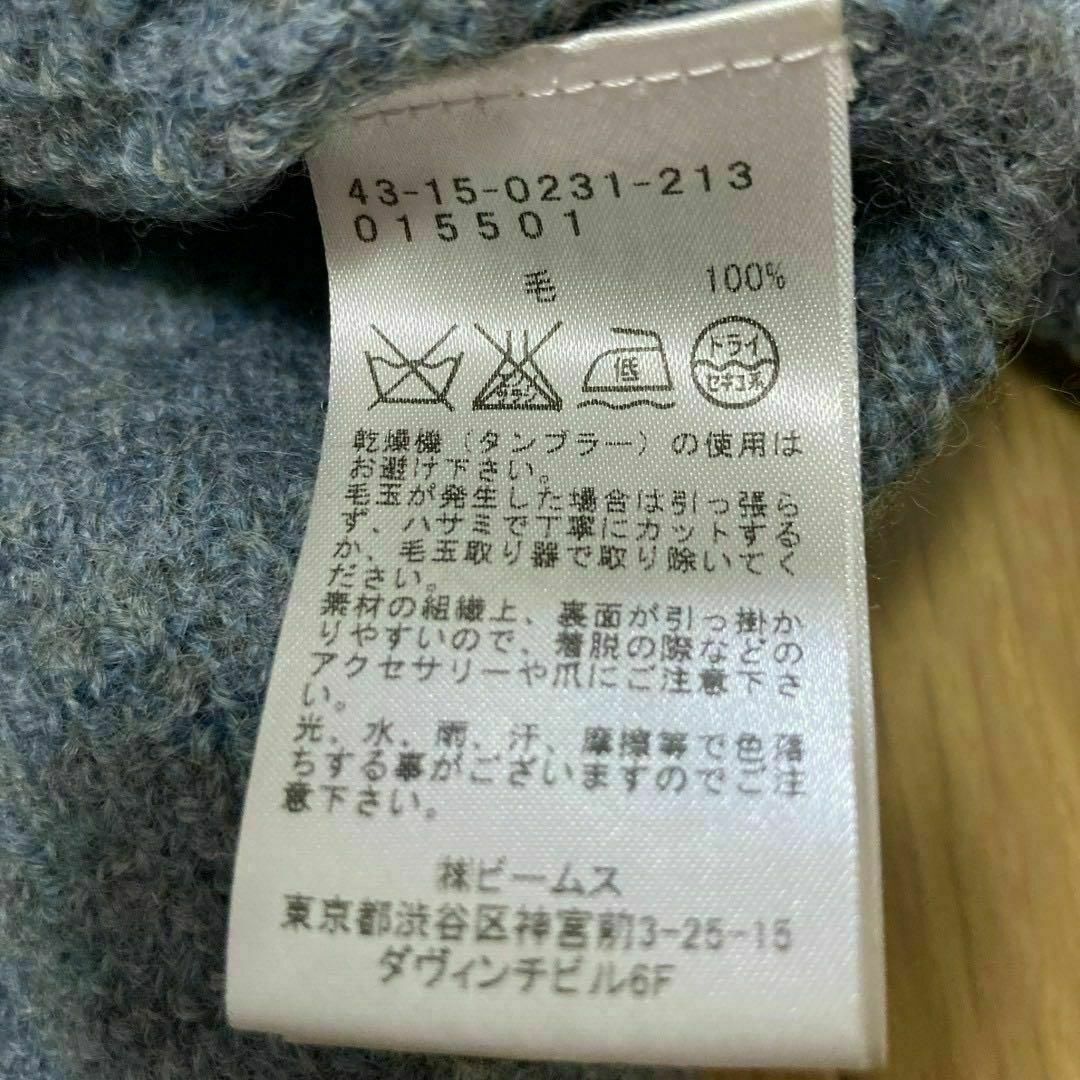 43-15-0231-213
015501
毛 100%
エンソサラシ 低 ドライ セキユ系
乾燥機（タンブラー）の使用は
お避け下さい。
毛玉が発生した場合は引っ張ら
ず、ハサミで丁寧にカットする
か、毛玉取り器で取り除いてく
ださい。
素材の組織上、裏面が引っ掛か
りやすいので、着脱の際などの
アクセサリーや爪にご注意下さ
い。
光、水、雨、汗、摩擦等で色落
ちする事がございますのでご注
意下さい。
㈱ビームス
東京都渋谷区神宮前3-25-15
ダヴィンチビル6F